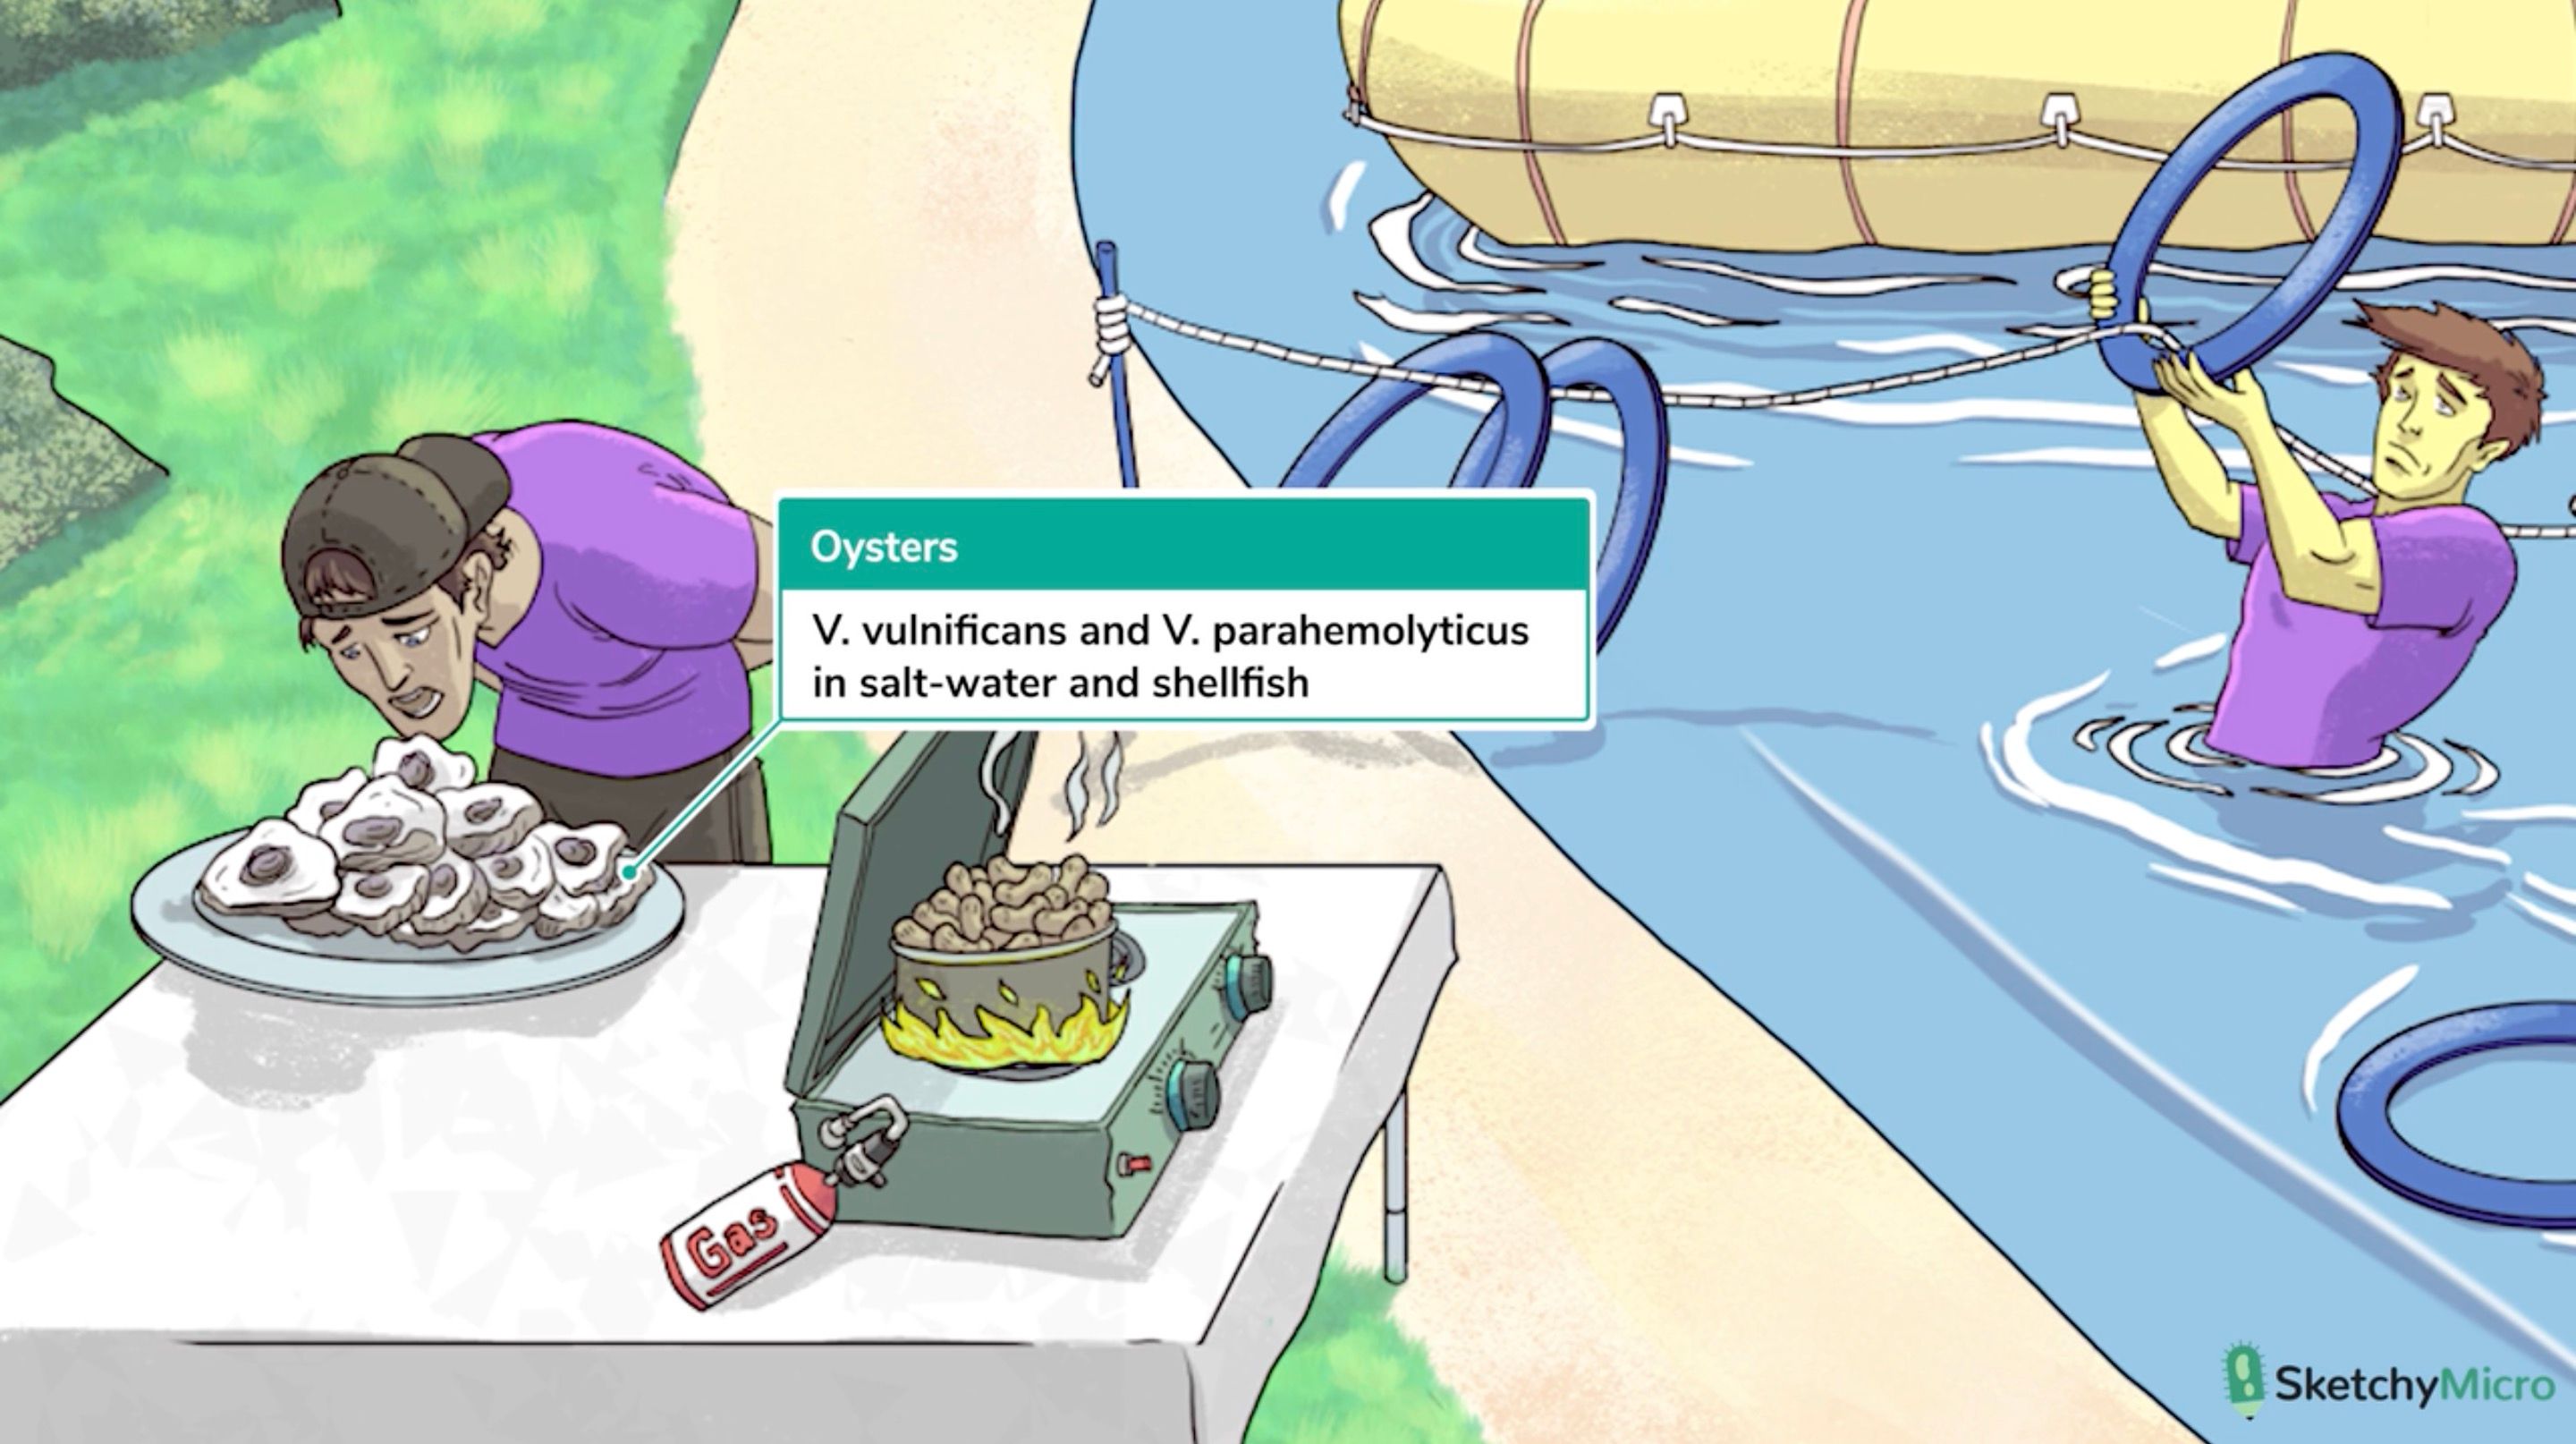 Oysters
V. vulnificans and V. parahemolyticus
in salt-water and shellfish
Gas
SketchyMicro